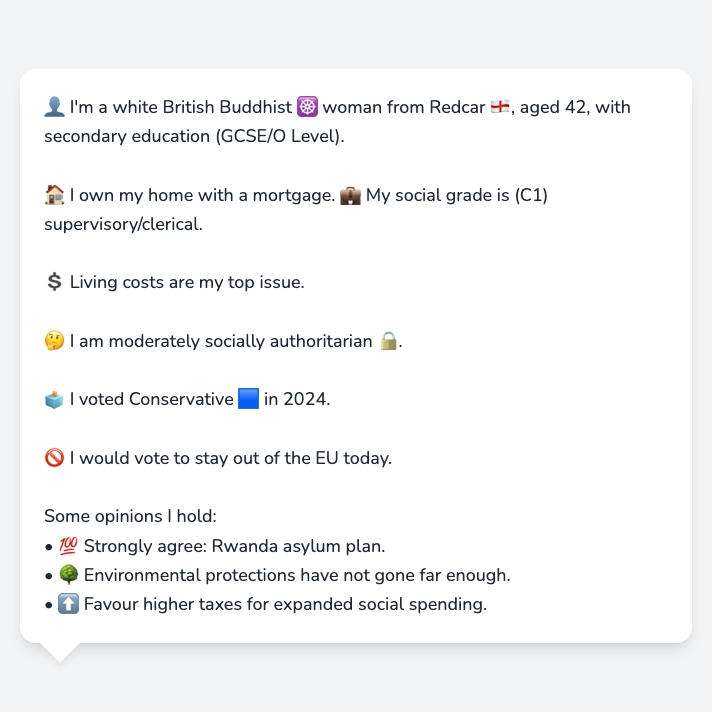 👤 I'm a white British Buddhist ☸️ woman from Redcar 🏴󠁧󠁢󠁥󠁮󠁧󠁿, aged 42, with
secondary education (GCSE/O Level).
🏠 I own my home with a mortgage. 💼 My social grade is (C1)
supervisory/clerical.
💲 Living costs are my top issue.
🤔 I am moderately socially authoritarian 🔒.
🗳️ I voted Conservative 🟦 in 2024.
🚫 I would vote to stay out of the EU today.
Some opinions I hold:
• 💯 Strongly agree: Rwanda asylum plan.
• 🌳 Environmental protections have not gone far enough.
• ⬆️ Favour higher taxes for expanded social spending.